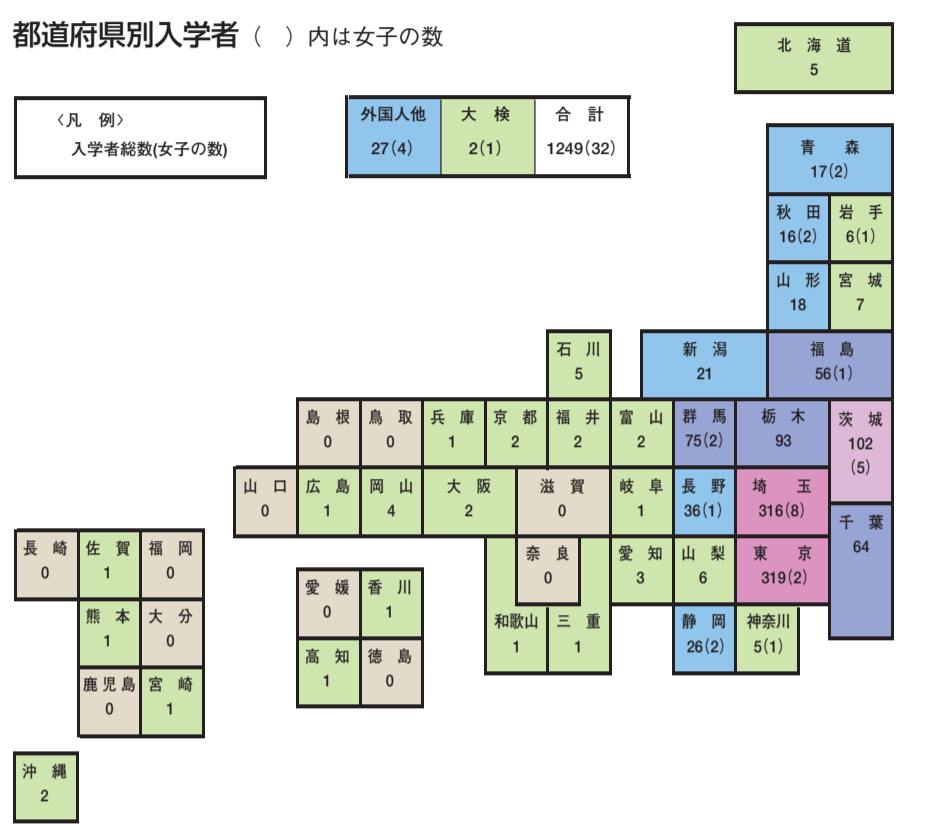 都道府県別入学者（　）内は女子の数
〈凡　例〉
入学者総数(女子の数)
外国人他
27(4)
大　検
2(1)
合　計
1249(32)
北　海　道
5
青　　森
17(2)
秋　田
16(2)
岩　手
6(1)
山　形
18
宮　城
7
石　川
5
新　潟
21
福　島
56(1)
島　根
0
鳥　取
0
兵　庫
1
京　都
2
福　井
2
富　山
2
群　馬
75(2)
栃　木
93
茨　城
102
(5)
山　口
0
広　島
1
岡　山
4
大　阪
2
滋　賀
0
岐　阜
1
長　野
36(1)
埼　　玉
316(8)
千　葉
64
長　崎
0
佐　賀
1
福　岡
0
奈　良
0
愛　知
3
山　梨
6
東　　京
319(2)
愛　媛
0
香　川
1
熊　本
1
大　分
0
和歌山
1
三　重
1
静　岡
26(2)
神奈川
5(1)
高　知
1
徳　島
0
鹿児島
0
宮　崎
1
沖　縄
2